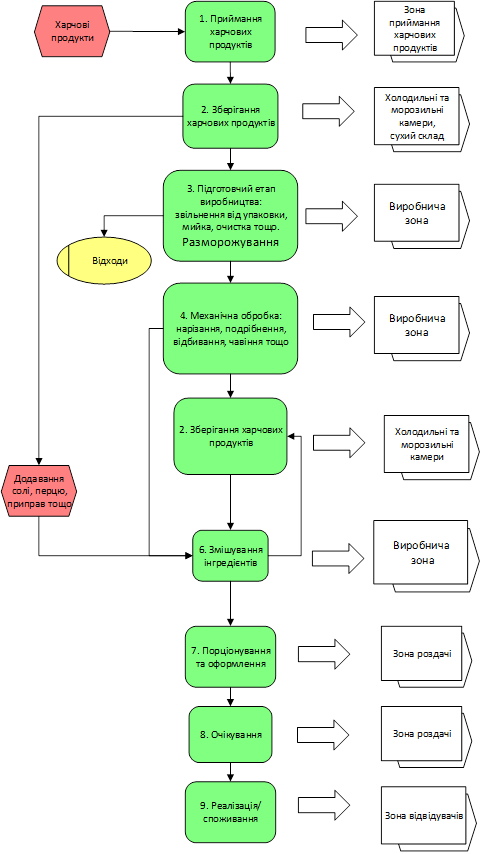 Харчові
продукти
1. Приймання
харчових
продуктів
Зона
приймання
харчових
продуктів
2. Зберігання
харчових продуктів
Холодильні та
морозильні
камери,
сухий склад
3. Підготовчий етап
виробництва:
звільнення від упаковки,
мийка, очистка тощо.
Разморожування
Виробнича
зона
Відходи
4. Механічна обробка:
нарізання, подрібнення,
відбивання, чавіння тощо
Виробнича
зона
2. Зберігання харчових
продуктів
Холодильні та
морозильні
камери
Додавання
солі, перцю,
приправ тощо
6. Змішування
інгредієнтів
Виробнича
зона
7. Порціонування
та оформлення
Зона роздачі
8. Очікування
Зона роздачі
9. Реалізація/
споживання
Зона відвідувачів